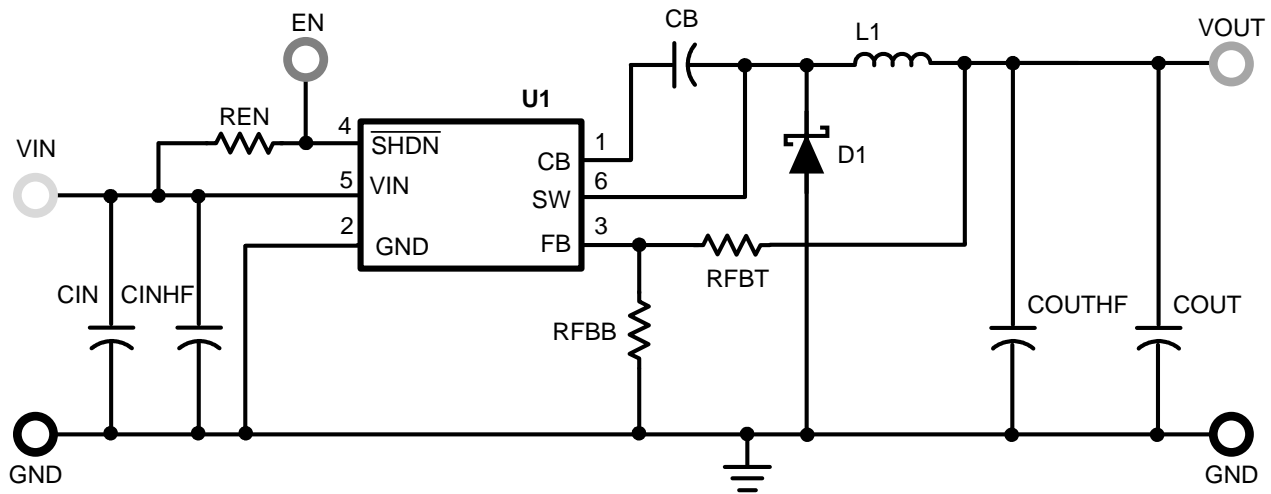 EN
CB
L1
VOUT
U1
REN
4
SHDN
1
CB
D1
VIN
5
VIN
6
SW
2
GND
3
FB
RFBT
CIN
CINHF
RFBB
COUTHF
COUT
GND
GND